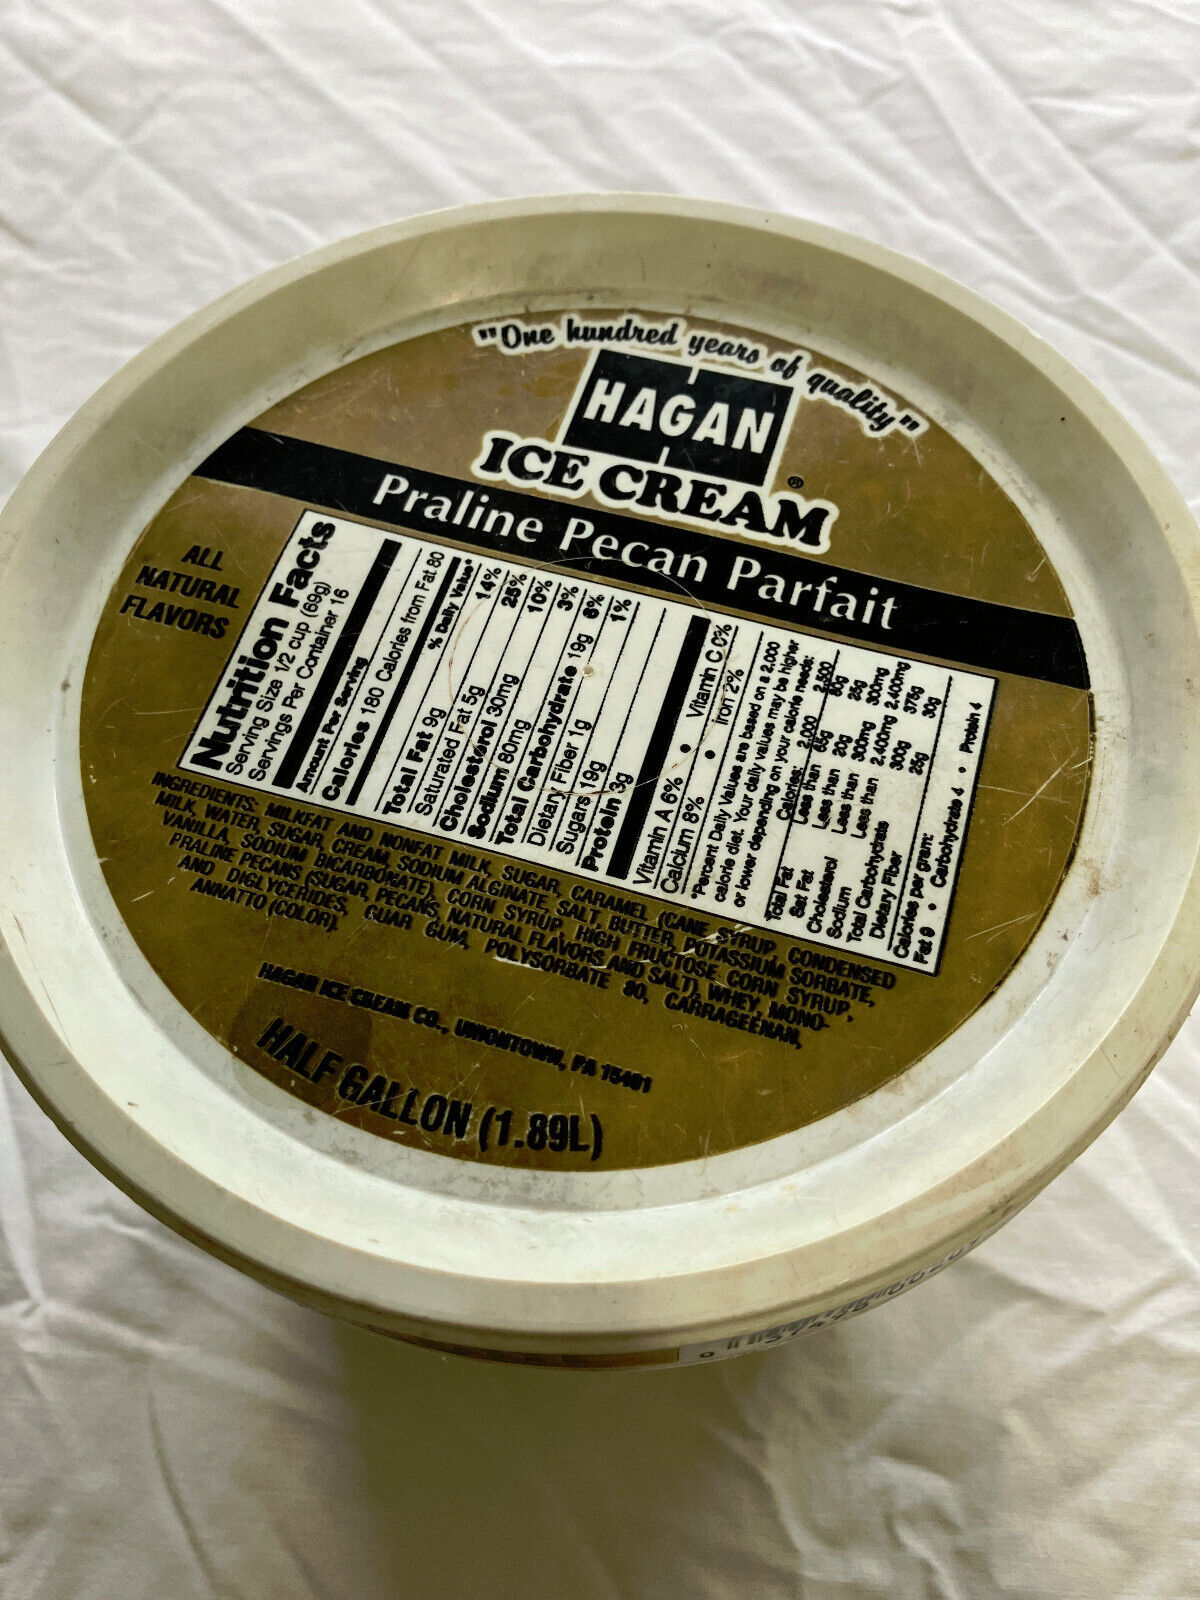 "One hundred years of quality"
HAGAN
®
ICE CREAM
Praline Pecan Parfait
ALL
NATURAL
FLAVORS
Nutrition Facts
Serving Size 1/2 cup (69g)
Servings Per Container 16
Amount Per Serving
Calories 180 Calories from Fat 80
% Daily Value*
Total Fat 9g 14%
Saturated Fat 5g 25%
Cholesterol 30mg 10%
Sodium 80mg 3%
Total Carbohydrate 19g 6%
Dietary Fiber 1g 1%
Sugars 19g
Protein 3g
Vitamin A 6% • Vitamin C 0%
Calcium 8% • Iron 2%
*Percent Daily Values are based on a 2,000
calorie diet. Your daily values may be higher
or lower depending on your calorie needs:
Calories: 2,000 2,500
Total Fat Less than 65g 80g
Sat Fat Less than 20g 25g
Cholesterol Less than 300mg 300mg
Sodium Less than 2,400mg 2,400mg
Total Carbohydrate 300g 375g
Dietary Fiber 25g 30g
Calories per gram:
Fat 9 • Carbohydrate 4 • Protein 4
INGREDIENTS: MILKFAT AND NONFAT MILK, SUGAR, CARAMEL (CANE SYRUP, CONDENSED
MILK, WATER, SUGAR, CREAM, SODIUM ALGINATE, SALT, BUTTER, POTASSIUM SORBATE,
VANILLA, SODIUM BICARBONATE), CORN SYRUP, HIGH FRUCTOSE CORN SYRUP,
PRALINE PECANS (SUGAR, PECANS, NATURAL FLAVORS AND SALT), WHEY, MONO-
AND DIGLYCERIDES, GUAR GUM, POLYSORBATE 80, CARRAGEENAN,
ANNATTO (COLOR).
HAGAN ICE CREAM CO., UNIONTOWN, PA 15401
HALF GALLON (1.89L)